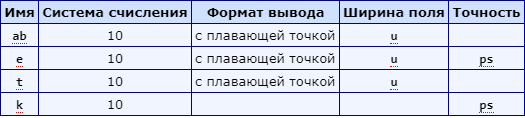 Имя Система счисления Формат вывода Ширина поля Точность
ab 10 с плавающей точкой u
e 10 с плавающей точкой u ps
t 10 с плавающей точкой u
k 10 ps